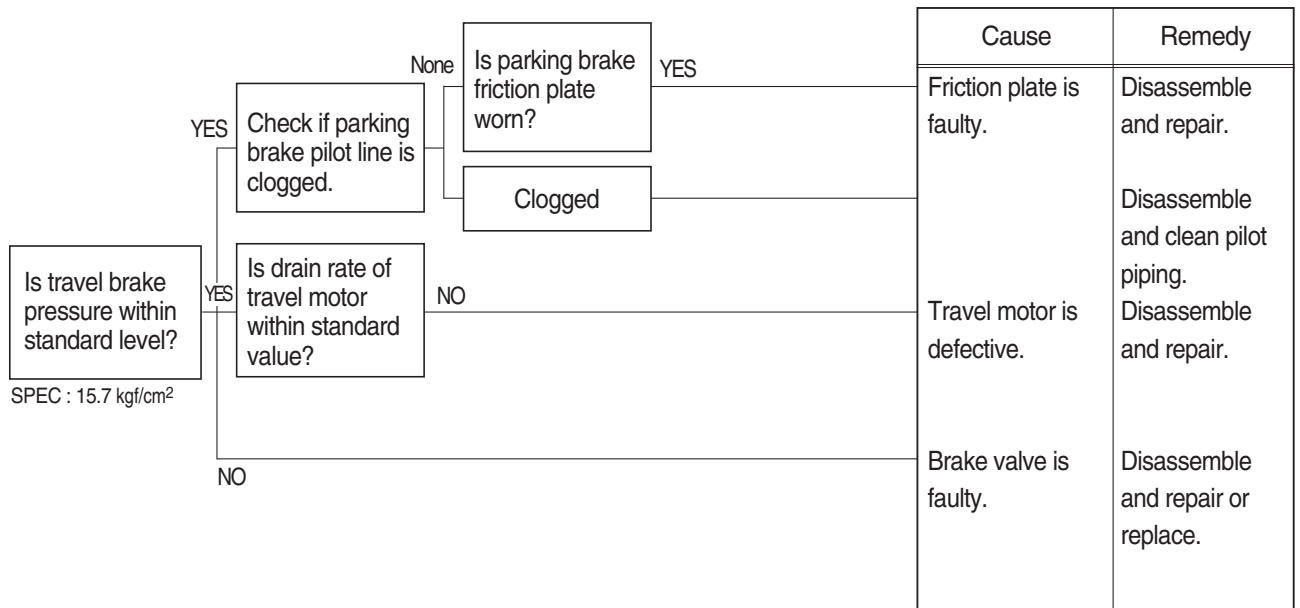 Cause
Remedy
None
Is parking brake
friction plate
worn?
YES
Friction plate is
faulty.
Disassemble
and repair.
YES
Check if parking
brake pilot line is
clogged.
Clogged
Disassemble
and clean pilot
piping.
Is travel brake
pressure within
standard level?
SPEC : 15.7 kgf/cm2
YES
Is drain rate of
travel motor
within standard
value?
NO
Travel motor is
defective.
Disassemble
and repair.
NO
Brake valve is
faulty.
Disassemble
and repair or
replace.